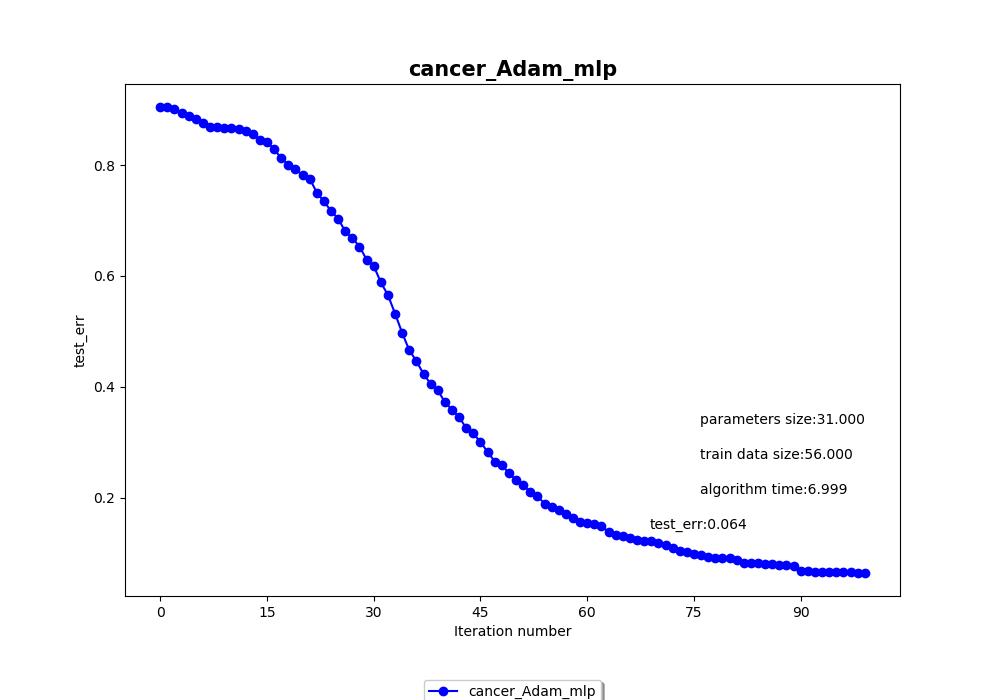 cancer_Adam_mlp
0.8
0.6
0.4
0.2
test_err
parameters size:31.000
train data size:56.000
algorithm time:6.999
test_err:0.064
0 15 30 45 60 75 90
Iteration number
cancer_Adam_mlp